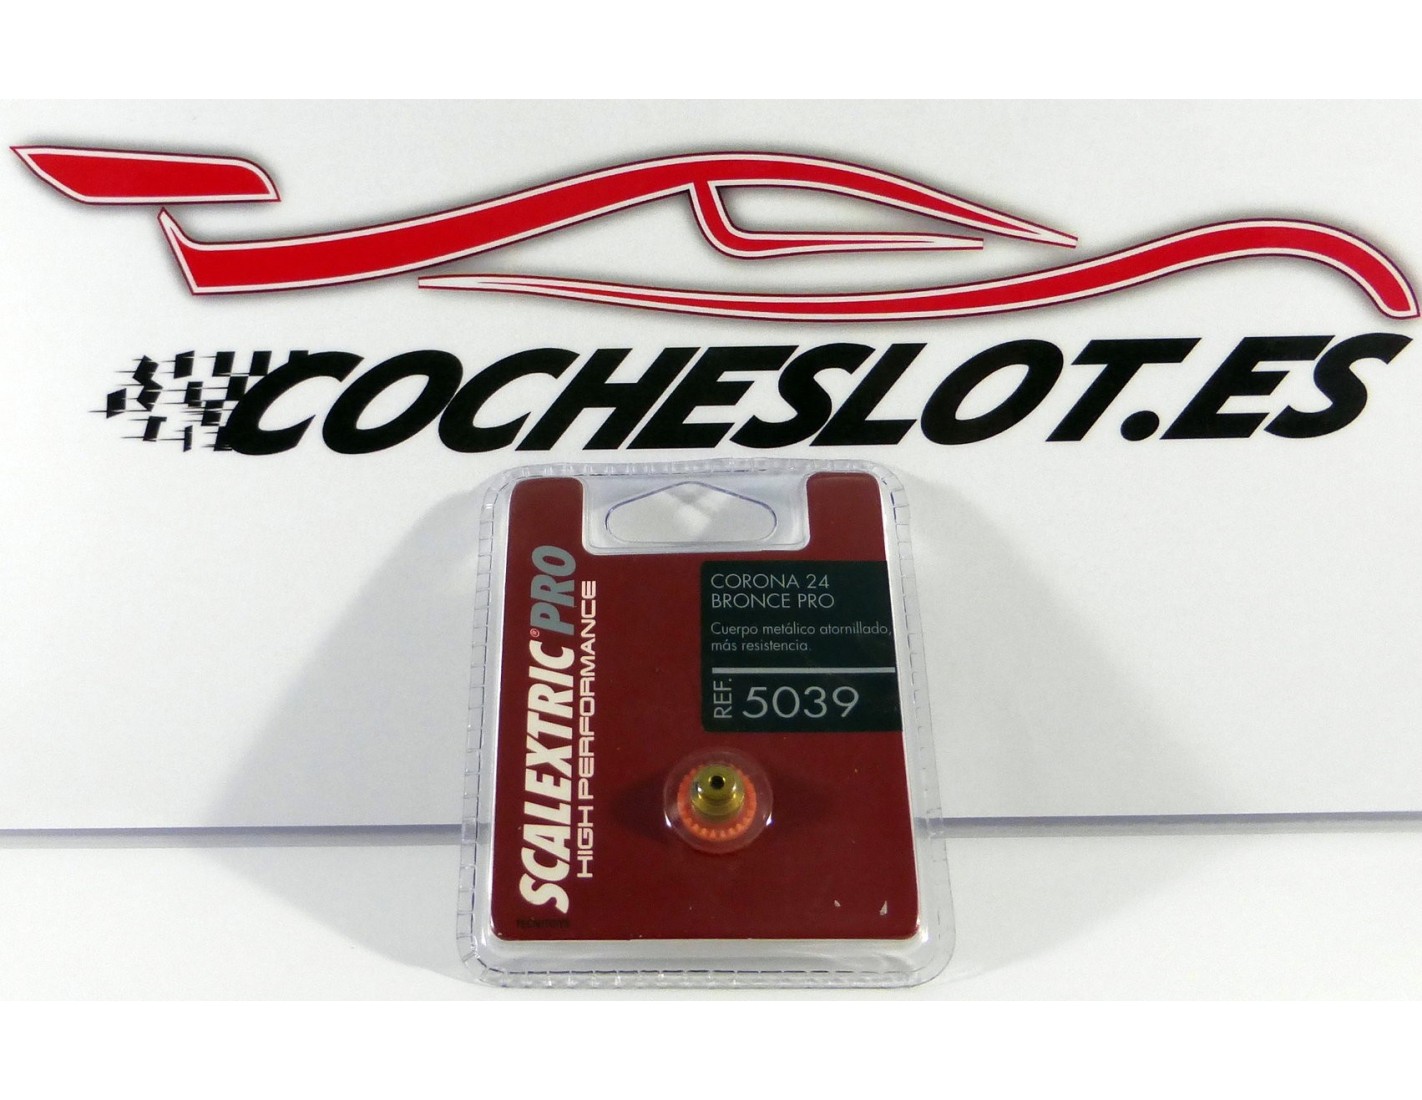 COCHESLOT.ES
CORONA 24
BRONCE PRO
Cuerpo metálico atornillado,
más resistencia.
REF. 5039
SCALEXTRIC® PRO
HIGH PERFORMANCE